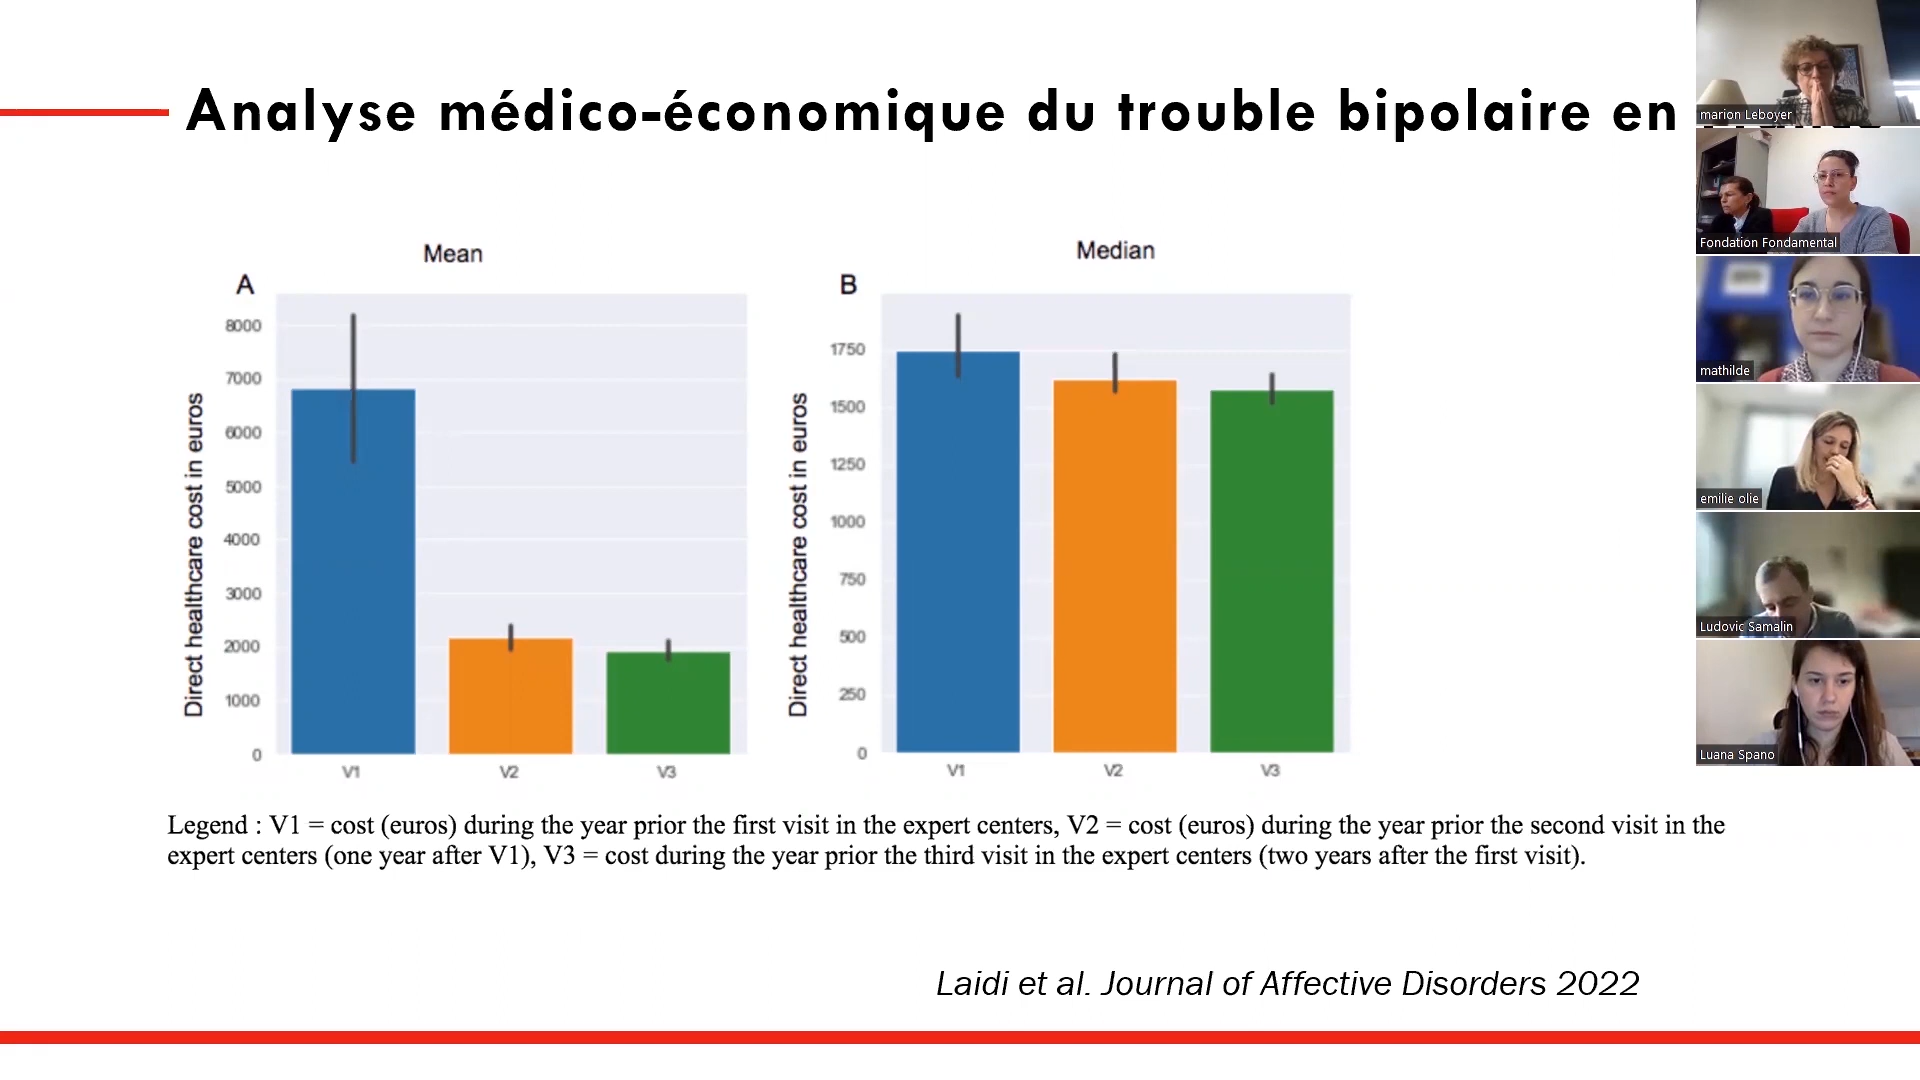 Analyse médico-économique du trouble bipolaire en
Mean
A
Direct healthcare cost in euros
8000
7000
6000
5000
4000
3000
2000
1000
0
V1
V2
V3
Median
B
Direct healthcare cost in euros
1750
1500
1250
1000
750
500
250
0
V1
V2
V3
Legend : V1 = cost (euros) during the year prior the first visit in the expert centers, V2 = cost (euros) during the year prior the second visit in the
expert centers (one year after V1), V3 = cost during the year prior the third visit in the expert centers (two years after the first visit).
Laidi et al. Journal of Affective Disorders 2022
marion Leboyer
Fondation Fondamental
mathilde
emilie olie
Ludovic Samalin
Luana Spano